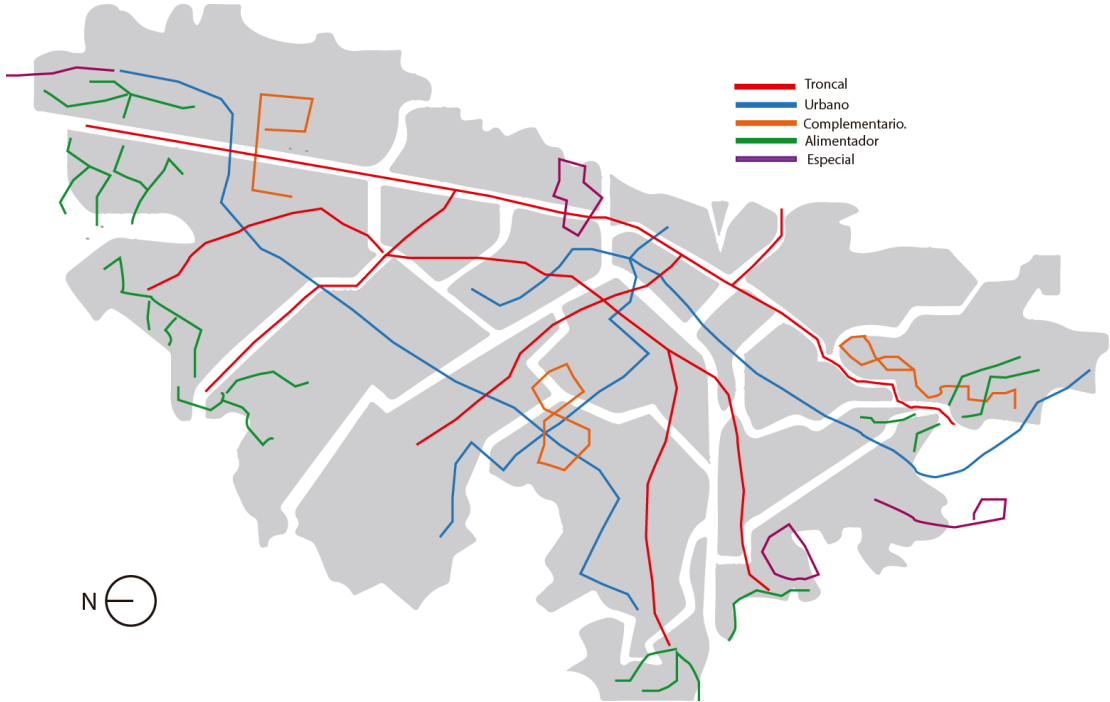 Troncal
Urbano
Complementario.
Alimentador
Especial
N